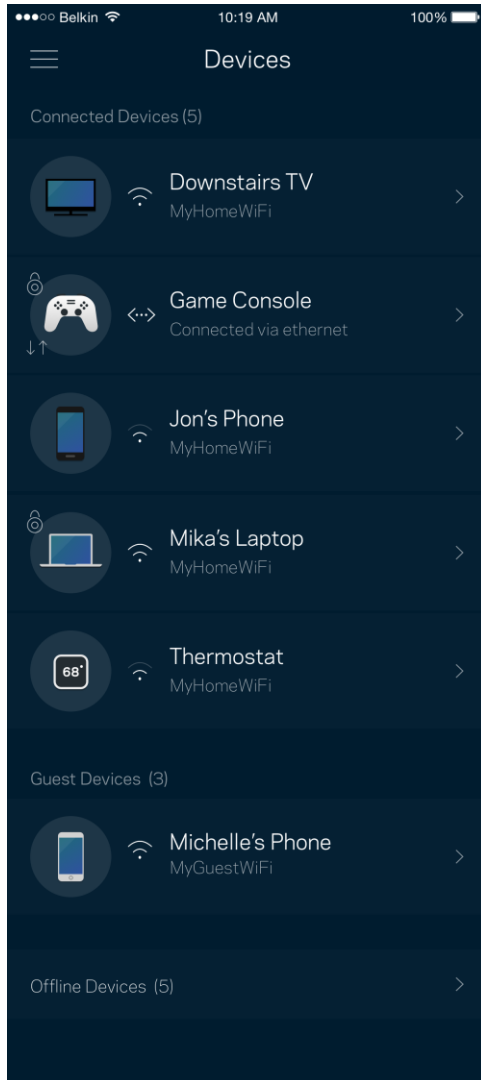 Belkin 10:19 AM 100%
Devices
Connected Devices (5)
Downstairs TV
MyHomeWiFi
Game Console
Connected via ethernet
Jon's Phone
MyHomeWiFi
Mika's Laptop
MyHomeWiFi
68°
Thermostat
MyHomeWiFi
Guest Devices (3)
Michelle's Phone
MyGuestWiFi
Offline Devices (5)